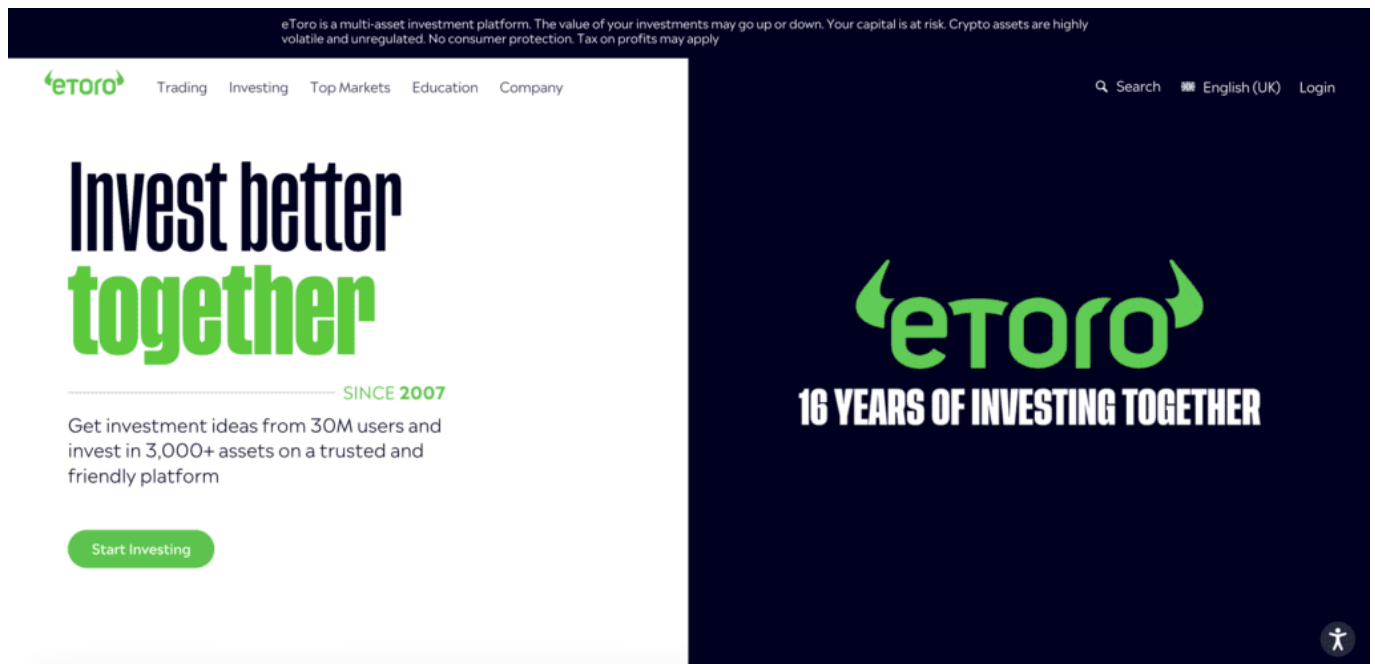 eToro is a multi-asset investment platform. The value of your investments may go up or down. Your capital is at risk. Crypto assets are highly
volatile and unregulated. No consumer protection. Tax on profits may apply
eToro
Trading
Investing
Top Markets
Education
Company
Search
English (UK)
Login
Invest better
together
SINCE 2007
Get investment ideas from 30M users and
invest in 3,000+ assets on a trusted and
friendly platform
Start Investing
eToro
16 YEARS OF INVESTING TOGETHER